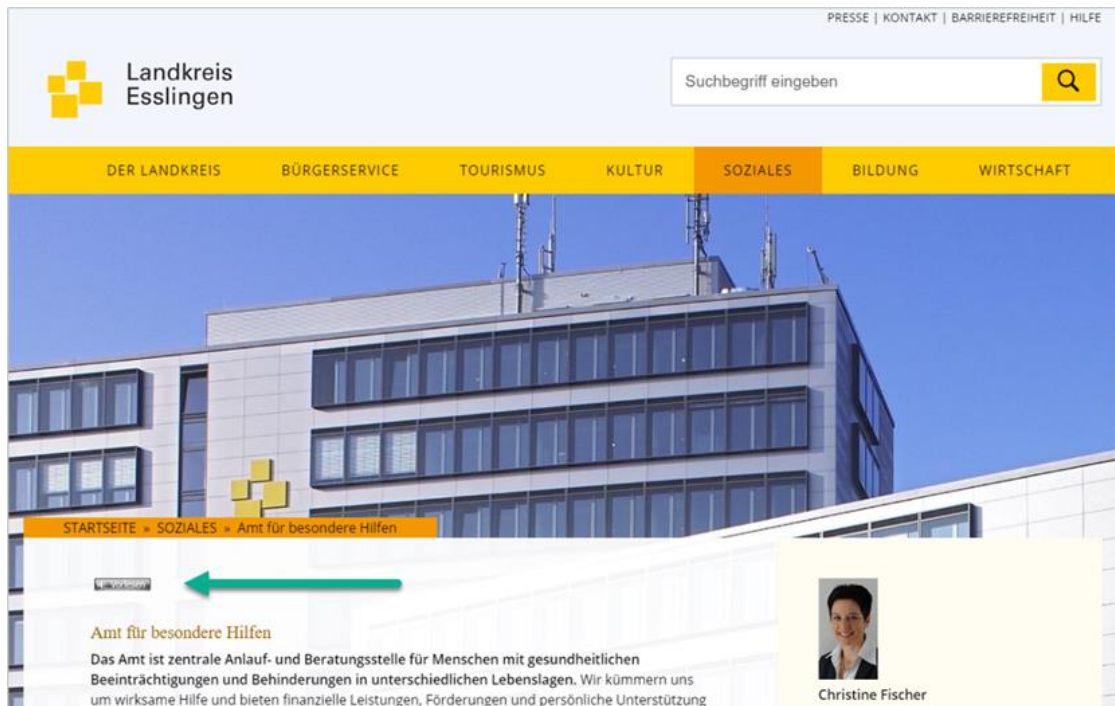 PRESSE | KONTAKT | BARRIEREFREIHEIT | HILFE
Landkreis
Esslingen
Suchbegriff eingeben
DER LANDKREIS BÜRGERSERVICE TOURISMUS KULTUR SOZIALES BILDUNG WIRTSCHAFT
STARTSEITE » SOZIALES » Amt für besondere Hilfen
Vorlesen
Amt für besondere Hilfen
Das Amt ist zentrale Anlauf- und Beratungsstelle für Menschen mit gesundheitlichen
Beeinträchtigungen und Behinderungen in unterschiedlichen Lebenslagen. Wir kümmern uns
um wirksame Hilfe und bieten finanzielle Leistungen, Förderungen und persönliche Unterstützung
Christine Fischer